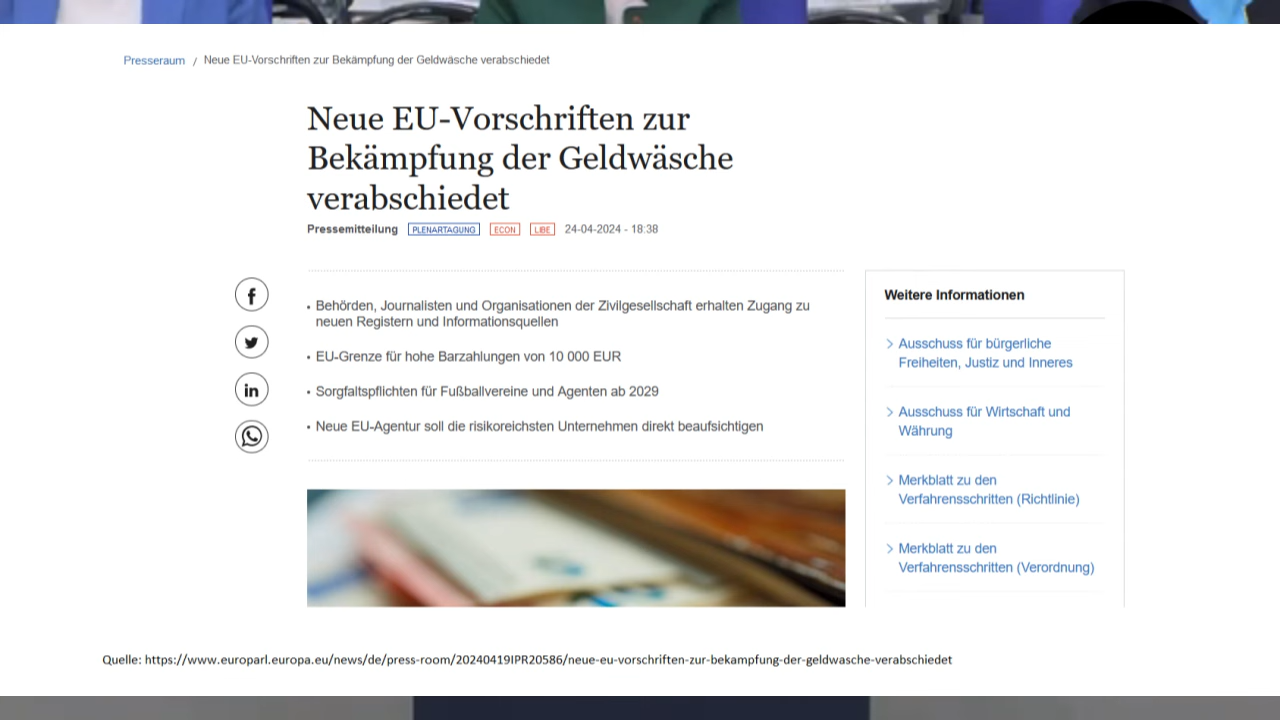 Presseraum / Neue EU-Vorschriften zur Bekämpfung der Geldwäsche verabschiedet
Neue EU-Vorschriften zur
Bekämpfung der Geldwäsche
verabschiedet
Pressemitteilung PLENARTAGUNG ECON LIBE 24-04-2024 - 18:38
• Behörden, Journalisten und Organisationen der Zivilgesellschaft erhalten Zugang zu
neuen Registern und Informationsquellen
• EU-Grenze für hohe Barzahlungen von 10 000 EUR
• Sorgfaltspflichten für Fußballvereine und Agenten ab 2029
• Neue EU-Agentur soll die risikoreichsten Unternehmen direkt beaufsichtigen
Weitere Informationen
Ausschuss für bürgerliche
Freiheiten, Justiz und Inneres
Ausschuss für Wirtschaft und
Währung
Merkblatt zu den
Verfahrensschritten (Richtlinie)
Merkblatt zu den
Verfahrensschritten (Verordnung)
Quelle: https://www.europarl.europa.eu/news/de/press-room/20240419IPR20586/neue-eu-vorschriften-zur-bekampfung-der-geldwasche-verabschiedet